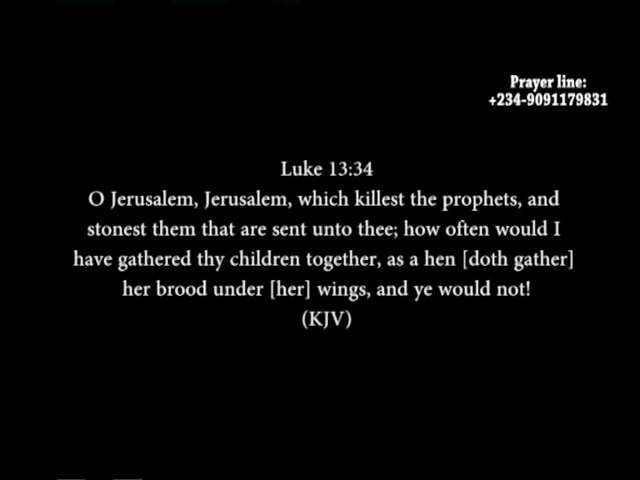 Prayer line:
+234-9091179831
Luke 13:34
O Jerusalem, Jerusalem, which killest the prophets, and
stonest them that are sent unto thee; how often would I
have gathered thy children together, as a hen [doth gather]
her brood under [her] wings, and ye would not!
(KJV)